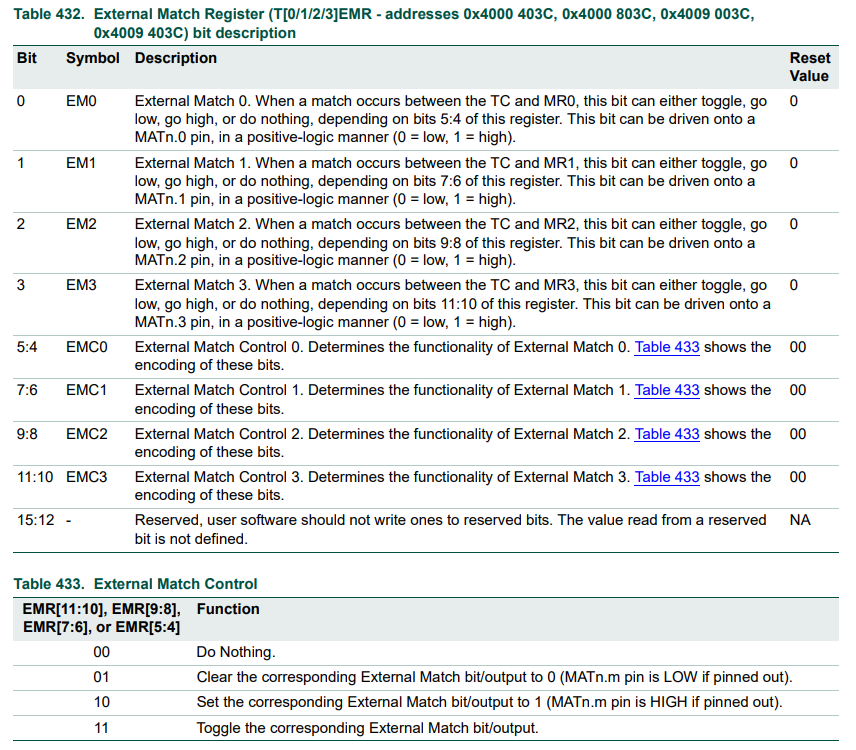 Table 432. External Match Register (T[0/1/2/3]EMR - addresses 0x4000 403C, 0x4000 803C, 0x4009 003C,
0x4009 403C) bit description
Bit Symbol Description Reset
Value
0 EM0 External Match 0. When a match occurs between the TC and MR0, this bit can either toggle, go 0
low, go high, or do nothing, depending on bits 5:4 of this register. This bit can be driven onto a
MATn.0 pin, in a positive-logic manner (0 = low, 1 = high).
1 EM1 External Match 1. When a match occurs between the TC and MR1, this bit can either toggle, go 0
low, go high, or do nothing, depending on bits 7:6 of this register. This bit can be driven onto a
MATn.1 pin, in a positive-logic manner (0 = low, 1 = high).
2 EM2 External Match 2. When a match occurs between the TC and MR2, this bit can either toggle, go 0
low, go high, or do nothing, depending on bits 9:8 of this register. This bit can be driven onto a
MATn.2 pin, in a positive-logic manner (0 = low, 1 = high).
3 EM3 External Match 3. When a match occurs between the TC and MR3, this bit can either toggle, go 0
low, go high, or do nothing, depending on bits 11:10 of this register. This bit can be driven onto a
MATn.3 pin, in a positive-logic manner (0 = low, 1 = high).
5:4 EMC0 External Match Control 0. Determines the functionality of External Match 0. Table 433 shows the 00
encoding of these bits.
7:6 EMC1 External Match Control 1. Determines the functionality of External Match 1. Table 433 shows the 00
encoding of these bits.
9:8 EMC2 External Match Control 2. Determines the functionality of External Match 2. Table 433 shows the 00
encoding of these bits.
11:10 EMC3 External Match Control 3. Determines the functionality of External Match 3. Table 433 shows the 00
encoding of these bits.
15:12 - Reserved, user software should not write ones to reserved bits. The value read from a reserved NA
bit is not defined.
Table 433. External Match Control
EMR[11:10], EMR[9:8], Function
EMR[7:6], or EMR[5:4]
00 Do Nothing.
01 Clear the corresponding External Match bit/output to 0 (MATn.m pin is LOW if pinned out).
10 Set the corresponding External Match bit/output to 1 (MATn.m pin is HIGH if pinned out).
11 Toggle the corresponding External Match bit/output.